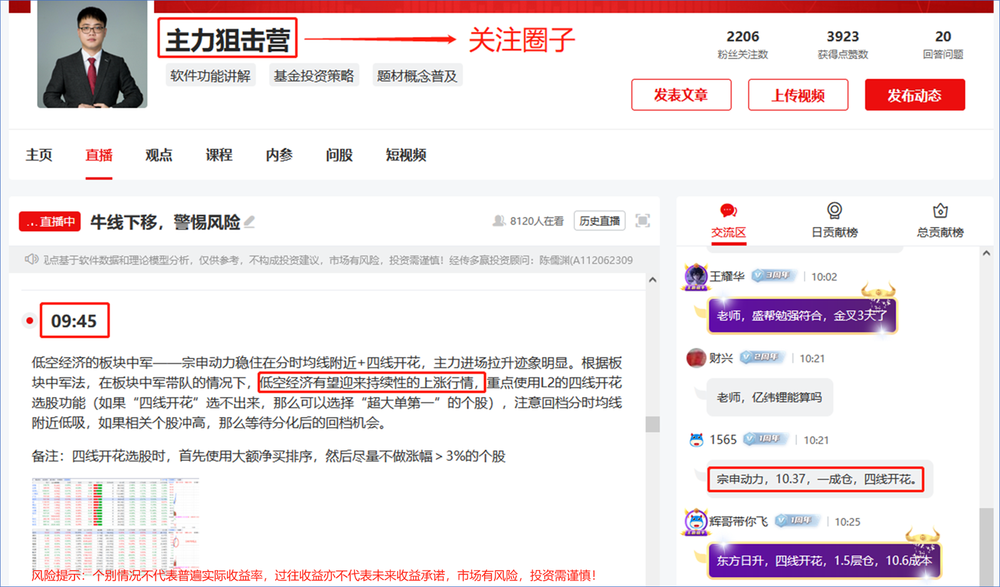 主力狙击营
关注圈子
2206
粉丝关注数
3923
获得点赞数
20
回答问题
软件功能讲解
基金投资策略
题材概念普及
发表文章
上传视频
发布动态
主页
直播
观点
课程
内参
问股
短视频
... 直播中
牛线下移，警惕风险
8120人在看
历史直播
点基于软件数据和理论模型分析，仅供参考，不构成投资建议，市场有风险，投资需谨慎！经传多赢投资顾问：陈儒渊(A112062309
09:45
低空经济的板块中军——宗申动力稳住在分时均线附近+四线开花，主力进场拉升迹象明显。根据板
块中军法，在板块中军带队的情况下，低空经济有望迎来持续性的上涨行情，重点使用L2的四线开花
选股功能（如果“四线开花”选不出来，那么可以选择“超大单第一”的个股），注意回档分时均线
附近低吸，如果相关个股冲高，那么等待分化后的回档机会。
备注：四线开花选股时，首先使用大额净买排序，然后尽量不做涨幅＞3%的个股
风险提示：个别情况不代表普遍实际收益率，过往收益亦不代表未来收益承诺，市场有风险，投资需谨慎！
交流区
日贡献榜
总贡献榜
王耀华 V 3周年 | 10:02
老师，盛帮勉强符合，金叉3天了
财兴 V 2周年 | 10:21
老师，亿纬锂能算吗
1565 V 1周年 | 10:21
宗申动力，10.37，一成仓，四线开花。
辉哥带你飞 V 1周年 | 10:25
东方日升，四线开花，1.5层仓，10.6成本